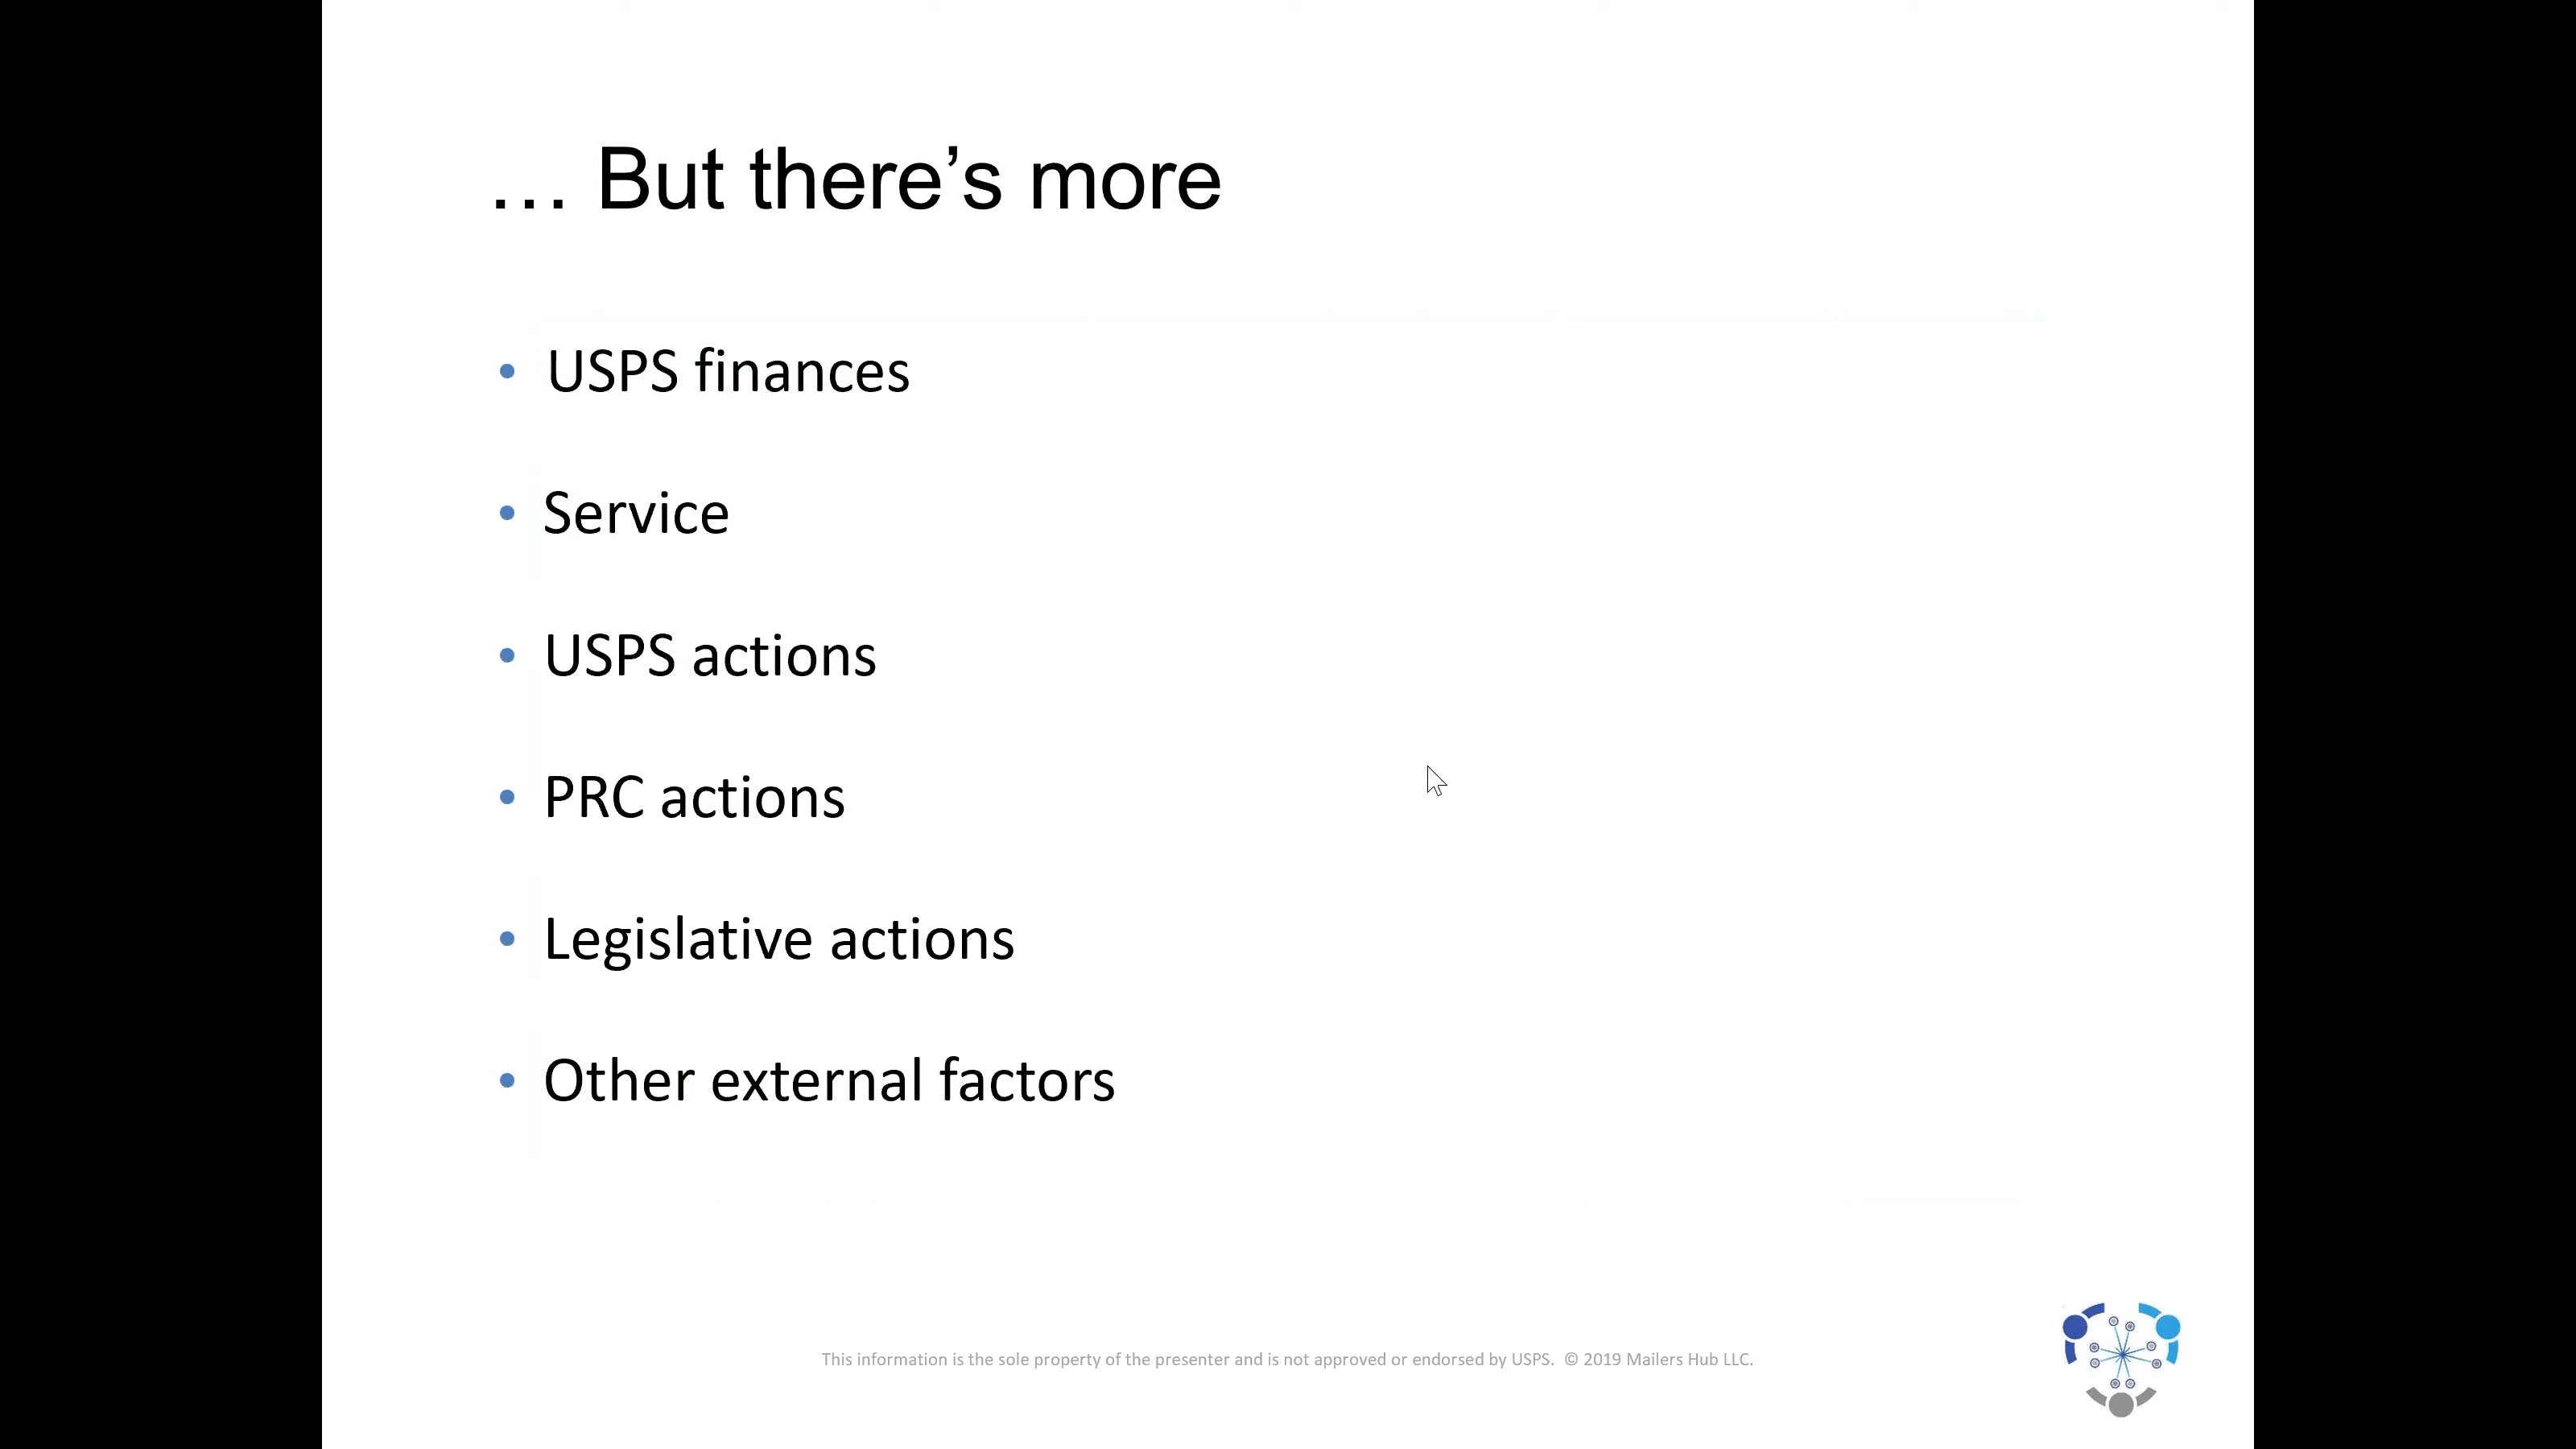 … But there’s more
• USPS finances
• Service
• USPS actions
• PRC actions
• Legislative actions
• Other external factors
This information is the sole property of the presenter and is not approved or endorsed by USPS. © 2019 Mailers Hub LLC.